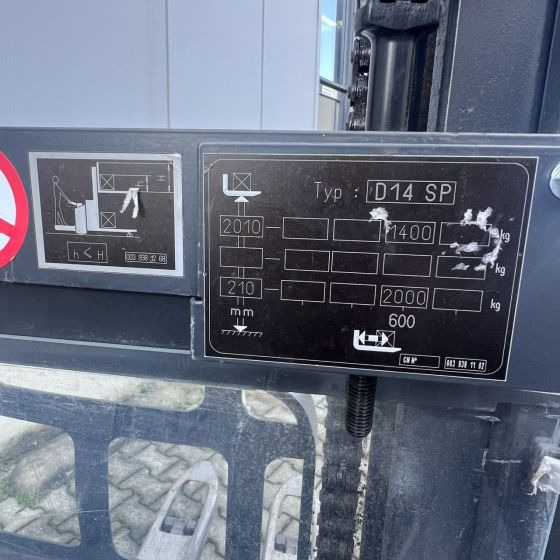 h ≤ H
003 938 12 68
Typ : D14 SP
2010 1400 kg
kg
210 2000 kg
mm 600
CH Nº
003 938 11 02